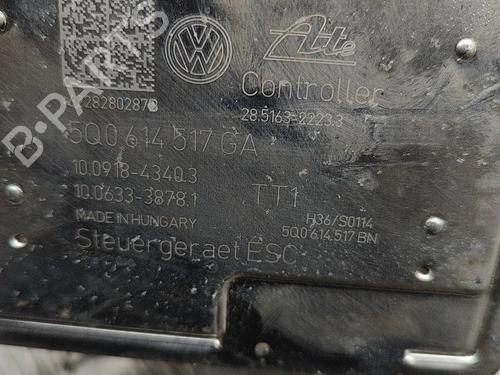 Ate
Controller
282802873
28.5163-2223.3
5Q0 614 517 GA
10.0918-4340.3
10.0633-3878.1
TT1
MADE IN HUNGARY
H36/S0114
5Q0 614 517 BN
Steuergeraet ESC
B-PARTS